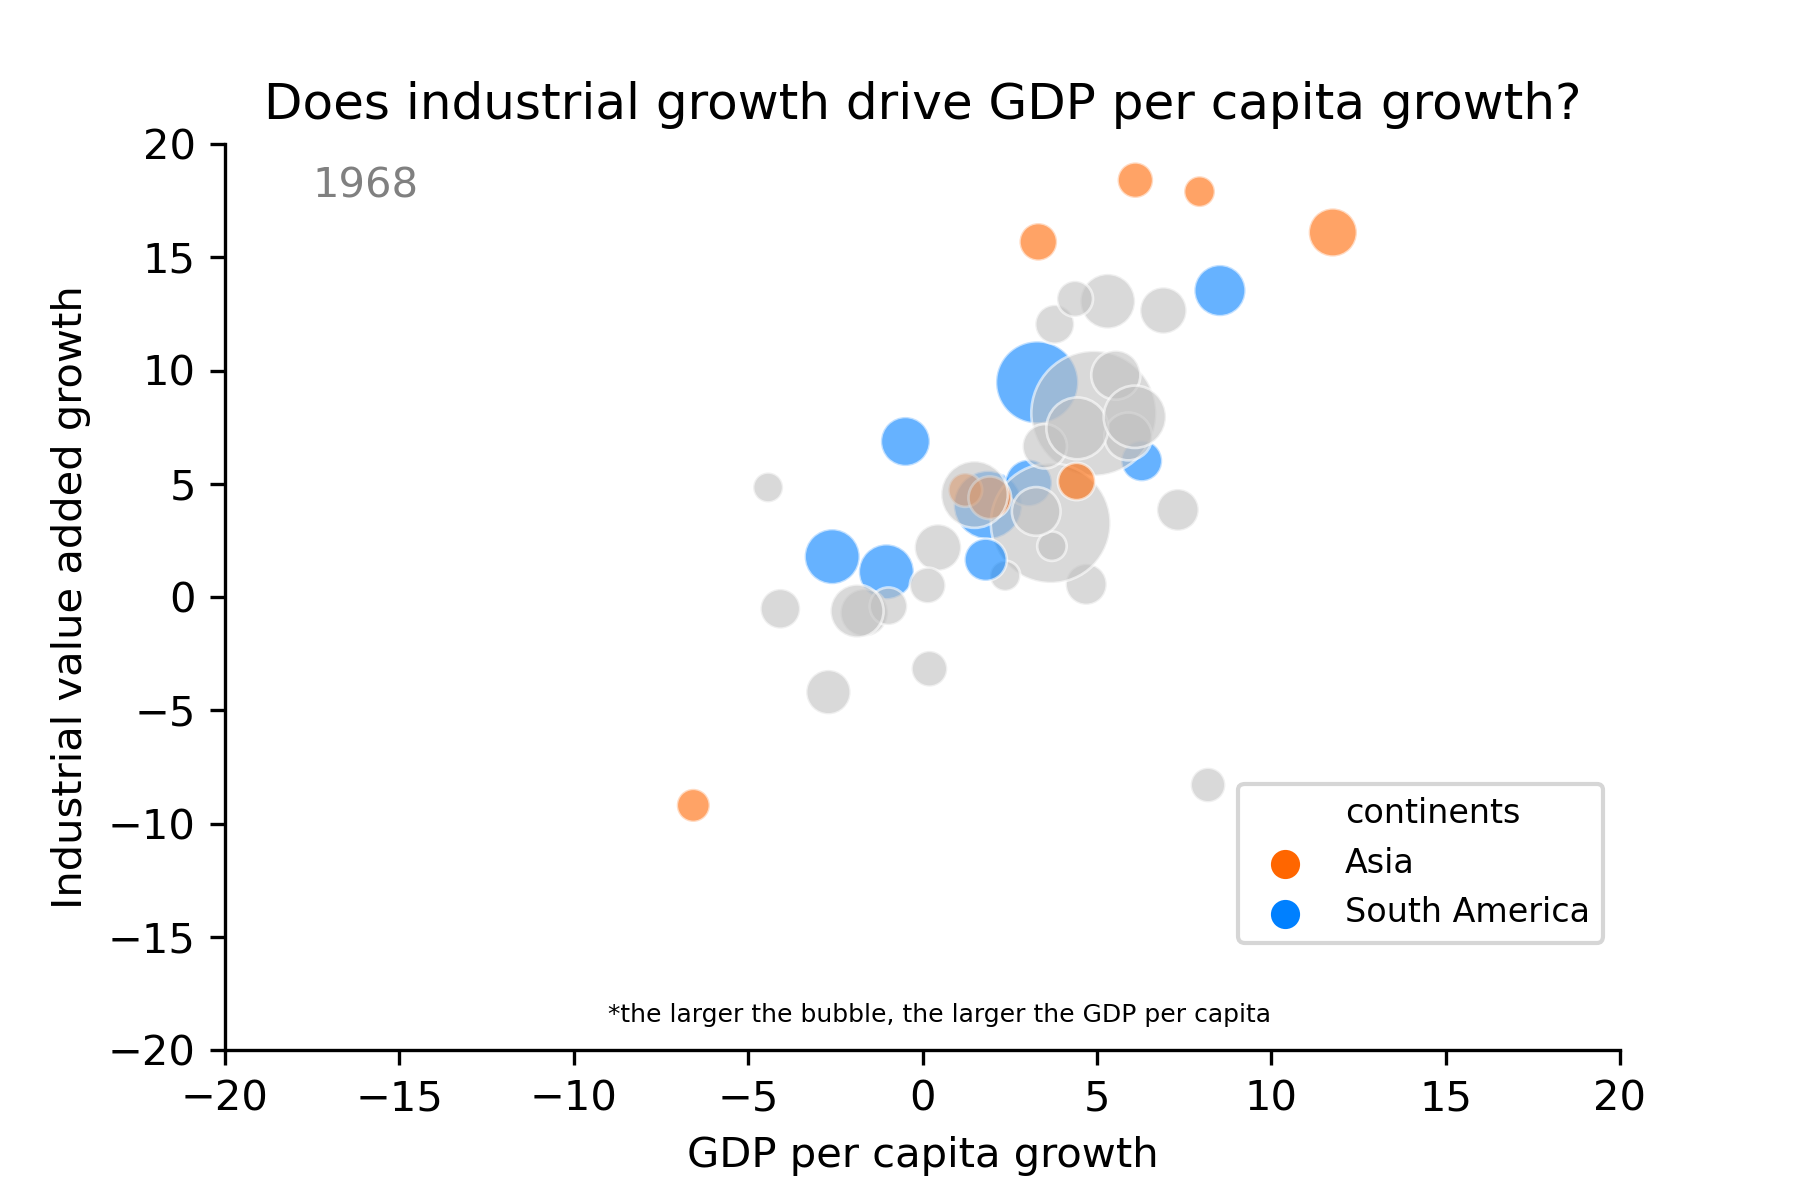 Does industrial growth drive GDP per capita growth?
1968
Industrial value added growth
20
15
10
5
0
−5
−10
−15
−20
continents
Asia
South America
*the larger the bubble, the larger the GDP per capita
−20 −15 −10 −5 0 5 10 15 20
GDP per capita growth